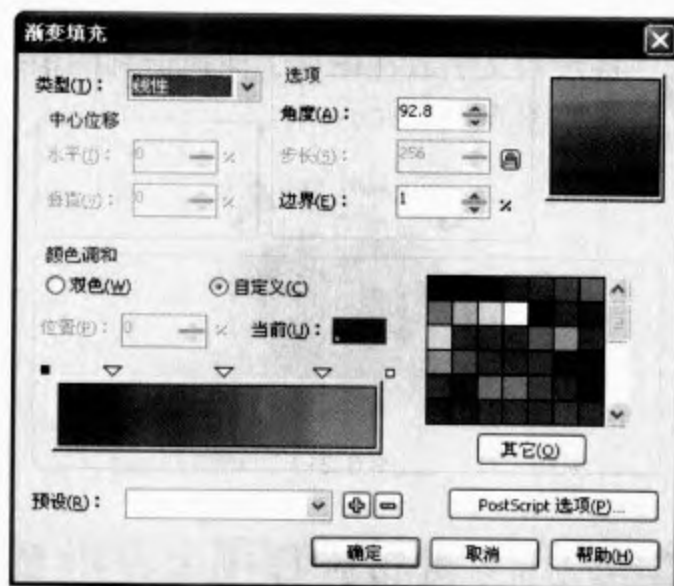 渐变填充
类型(T)： 线性
选项
中心位移
水平(I)： 0 %
垂直(V)： 0 %
角度(A)： 92.8
步长(S)： 256
边界(E)： 1 %
颜色调和
双色(W) 自定义(C)
位置(P)： 0 % 当前(U)：
其它(O)
预设(R)：
PostScript 选项(P)...
确定 取消 帮助(H)